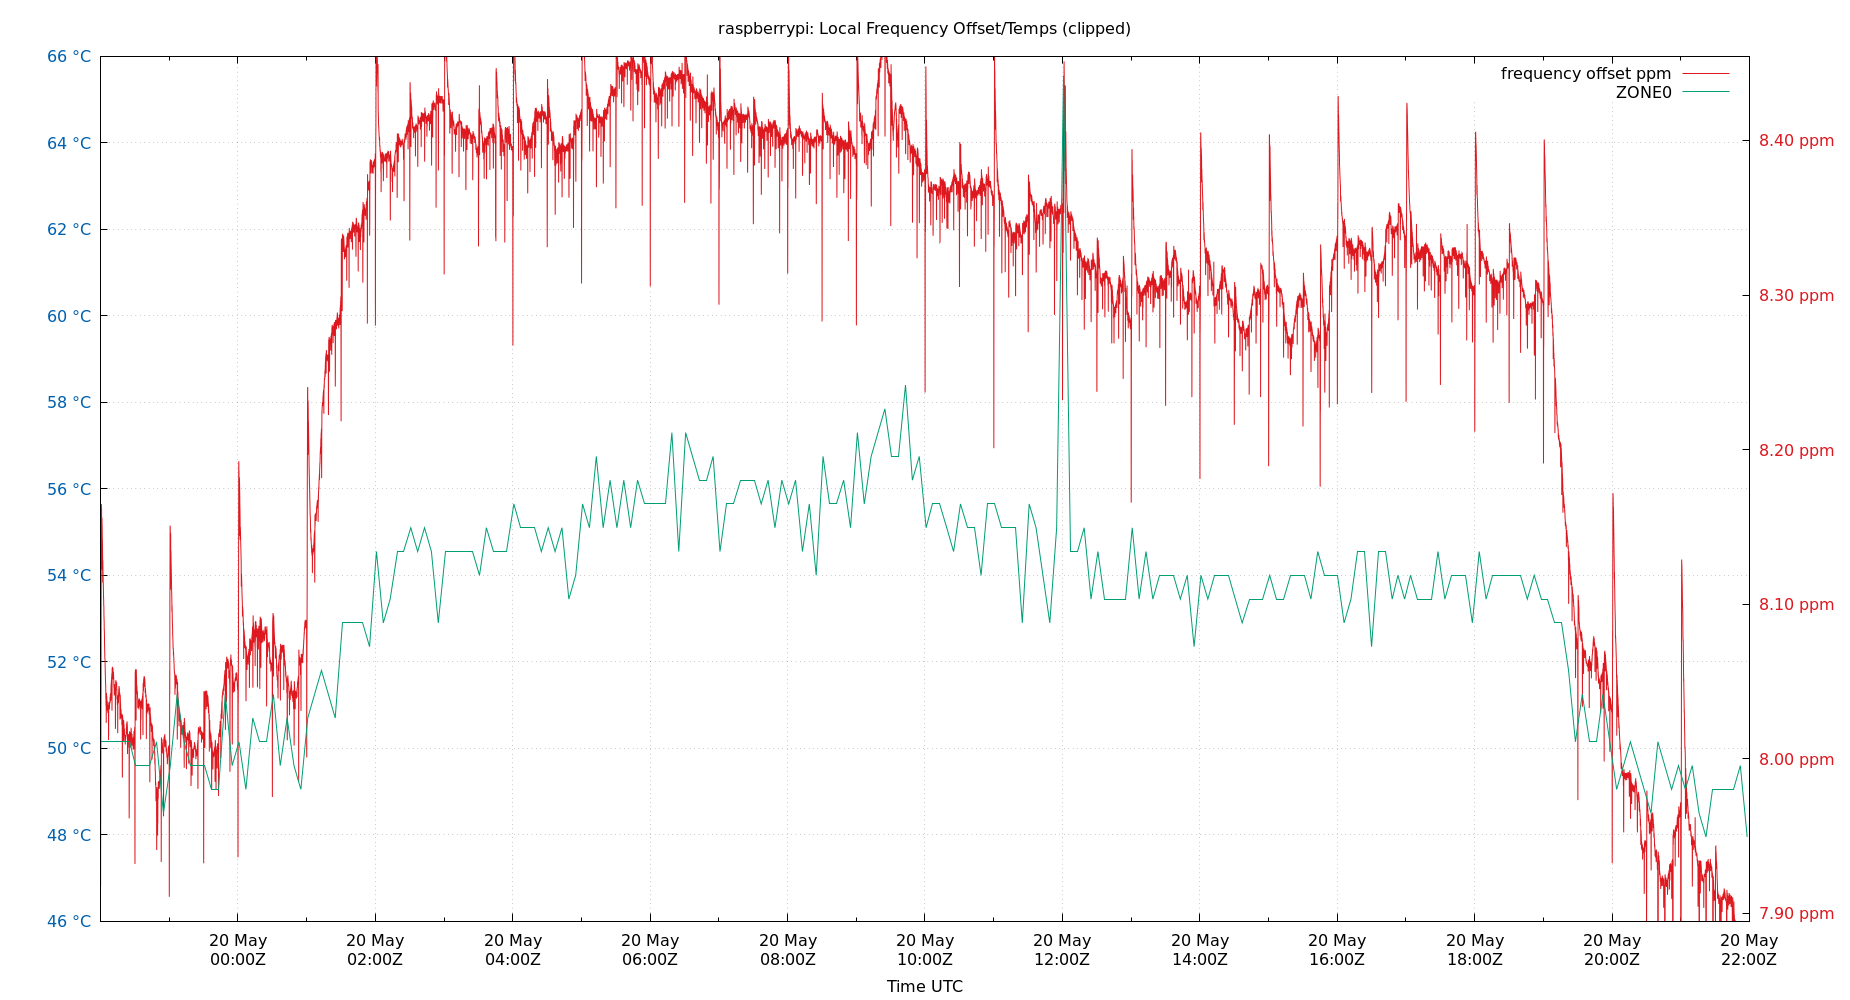 raspberrypi: Local Frequency Offset/Temps (clipped)
frequency offset ppm
ZONE0
66 °C
64 °C
62 °C
60 °C
58 °C
56 °C
54 °C
52 °C
50 °C
48 °C
46 °C
8.40 ppm
8.30 ppm
8.20 ppm
8.10 ppm
8.00 ppm
7.90 ppm
20 May 20 May 20 May 20 May 20 May 20 May 20 May 20 May 20 May 20 May 20 May 20 May
00:00Z 02:00Z 04:00Z 06:00Z 08:00Z 10:00Z 12:00Z 14:00Z 16:00Z 18:00Z 20:00Z 22:00Z
Time UTC